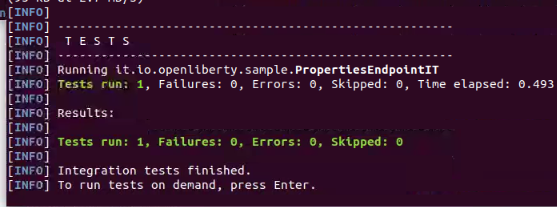 [INFO]
[INFO] -------------------------------------------------------
[INFO]  T E S T S
[INFO] -------------------------------------------------------
[INFO] Running it.io.openliberty.sample.PropertiesEndpointIT
[INFO] Tests run: 1, Failures: 0, Errors: 0, Skipped: 0, Time elapsed: 0.493
[INFO]
[INFO] Results:
[INFO]
[INFO] Tests run: 1, Failures: 0, Errors: 0, Skipped: 0
[INFO]
[INFO] Integration tests finished.
[INFO] To run tests on demand, press Enter.